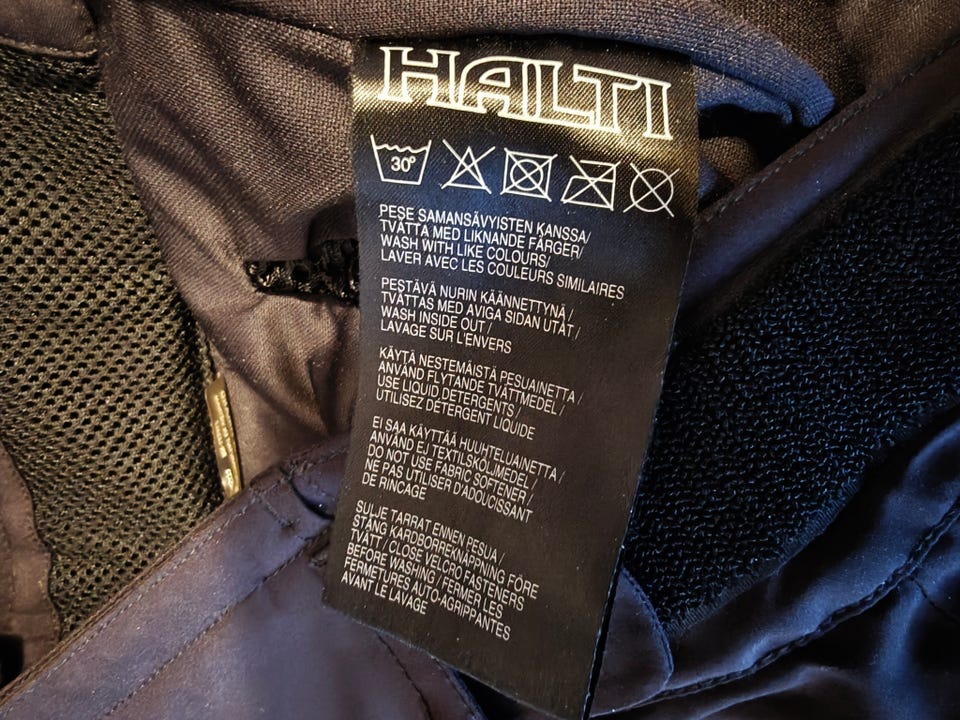 HALTI
30°
PESE SAMANSÄVYISTEN KANSSA/
TVÄTTA MED LIKNANDE FÄRGER/
WASH WITH LIKE COLOURS/
LAVER AVEC LES COULEURS SIMILAIRES
PESTÄVÄ NURIN KÄÄNNETTYNÄ /
TVÄTTAS MED AVIGA SIDAN UTÅT /
WASH INSIDE OUT /
LAVAGE SUR L'ENVERS
KÄYTÄ NESTEMÄISTÄ PESUAINETTA /
ANVÄND FLYTANDE TVÄTTMEDEL /
USE LIQUID DETERGENTS /
UTILISEZ DÉTERGENT LIQUIDE
EI SAA KÄYTTÄÄ HUUHTELUAINETTA /
ANVÄND EJ TEXTILSKÖLJMEDEL /
DO NOT USE FABRIC SOFTENER /
NE PAS UTILISER D'ADOUCISSANT
DE RINCAGE
SULJE TARRAT ENNEN PESUA /
STÄNG KARDBORREKNÄPPNING FÖRE
TVÄTT / CLOSE VELCRO FASTENERS
BEFORE WASHING / FERMER LES
FERMETURES AUTO-AGRIPPANTES
AVANT LE LAVAGE